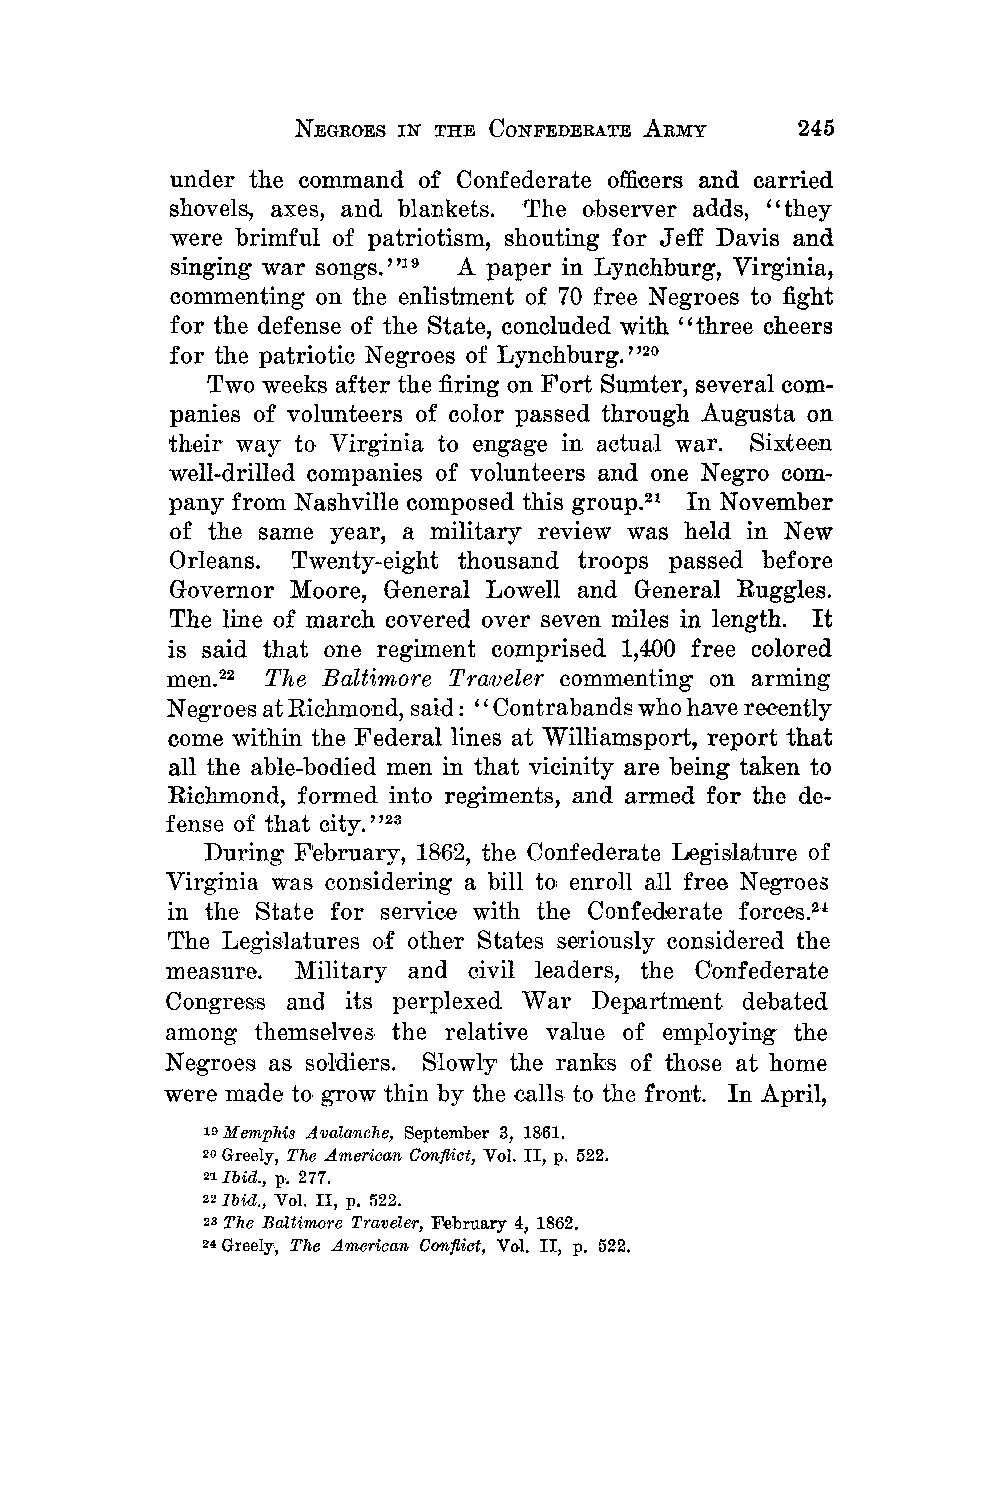 NEGROES IN THE CONFEDERATE ARMY 245
under the command of Confederate officers and carried
shovels, axes, and blankets. The observer adds, ‘‘they
were brimful of patriotism, shouting for Jeff Davis and
singing war songs.’’¹⁹ A paper in Lynchburg, Virginia,
commenting on the enlistment of 70 free Negroes to fight
for the defense of the State, concluded with ‘‘three cheers
for the patriotic Negroes of Lynchburg.’’²⁰
Two weeks after the firing on Fort Sumter, several com-
panies of volunteers of color passed through Augusta on
their way to Virginia to engage in actual war. Sixteen
well-drilled companies of volunteers and one Negro com-
pany from Nashville composed this group.²¹ In November
of the same year, a military review was held in New
Orleans. Twenty-eight thousand troops passed before
Governor Moore, General Lowell and General Ruggles.
The line of march covered over seven miles in length. It
is said that one regiment comprised 1,400 free colored
men.²² The Baltimore Traveler commenting on arming
Negroes at Richmond, said: ‘‘Contrabands who have recently
come within the Federal lines at Williamsport, report that
all the able-bodied men in that vicinity are being taken to
Richmond, formed into regiments, and armed for the de-
fense of that city.’’²³
During February, 1862, the Confederate Legislature of
Virginia was considering a bill to enroll all free Negroes
in the State for service with the Confederate forces.²⁴
The Legislatures of other States seriously considered the
measure. Military and civil leaders, the Confederate
Congress and its perplexed War Department debated
among themselves the relative value of employing the
Negroes as soldiers. Slowly the ranks of those at home
were made to grow thin by the calls to the front. In April,
¹⁹ Memphis Avalanche, September 3, 1861.
²⁰ Greely, The American Conflict, Vol. II, p. 522.
²¹ Ibid., p. 277.
²² Ibid., Vol. II, p. 522.
²³ The Baltimore Traveler, February 4, 1862.
²⁴ Greely, The American Conflict, Vol. II, p. 522.